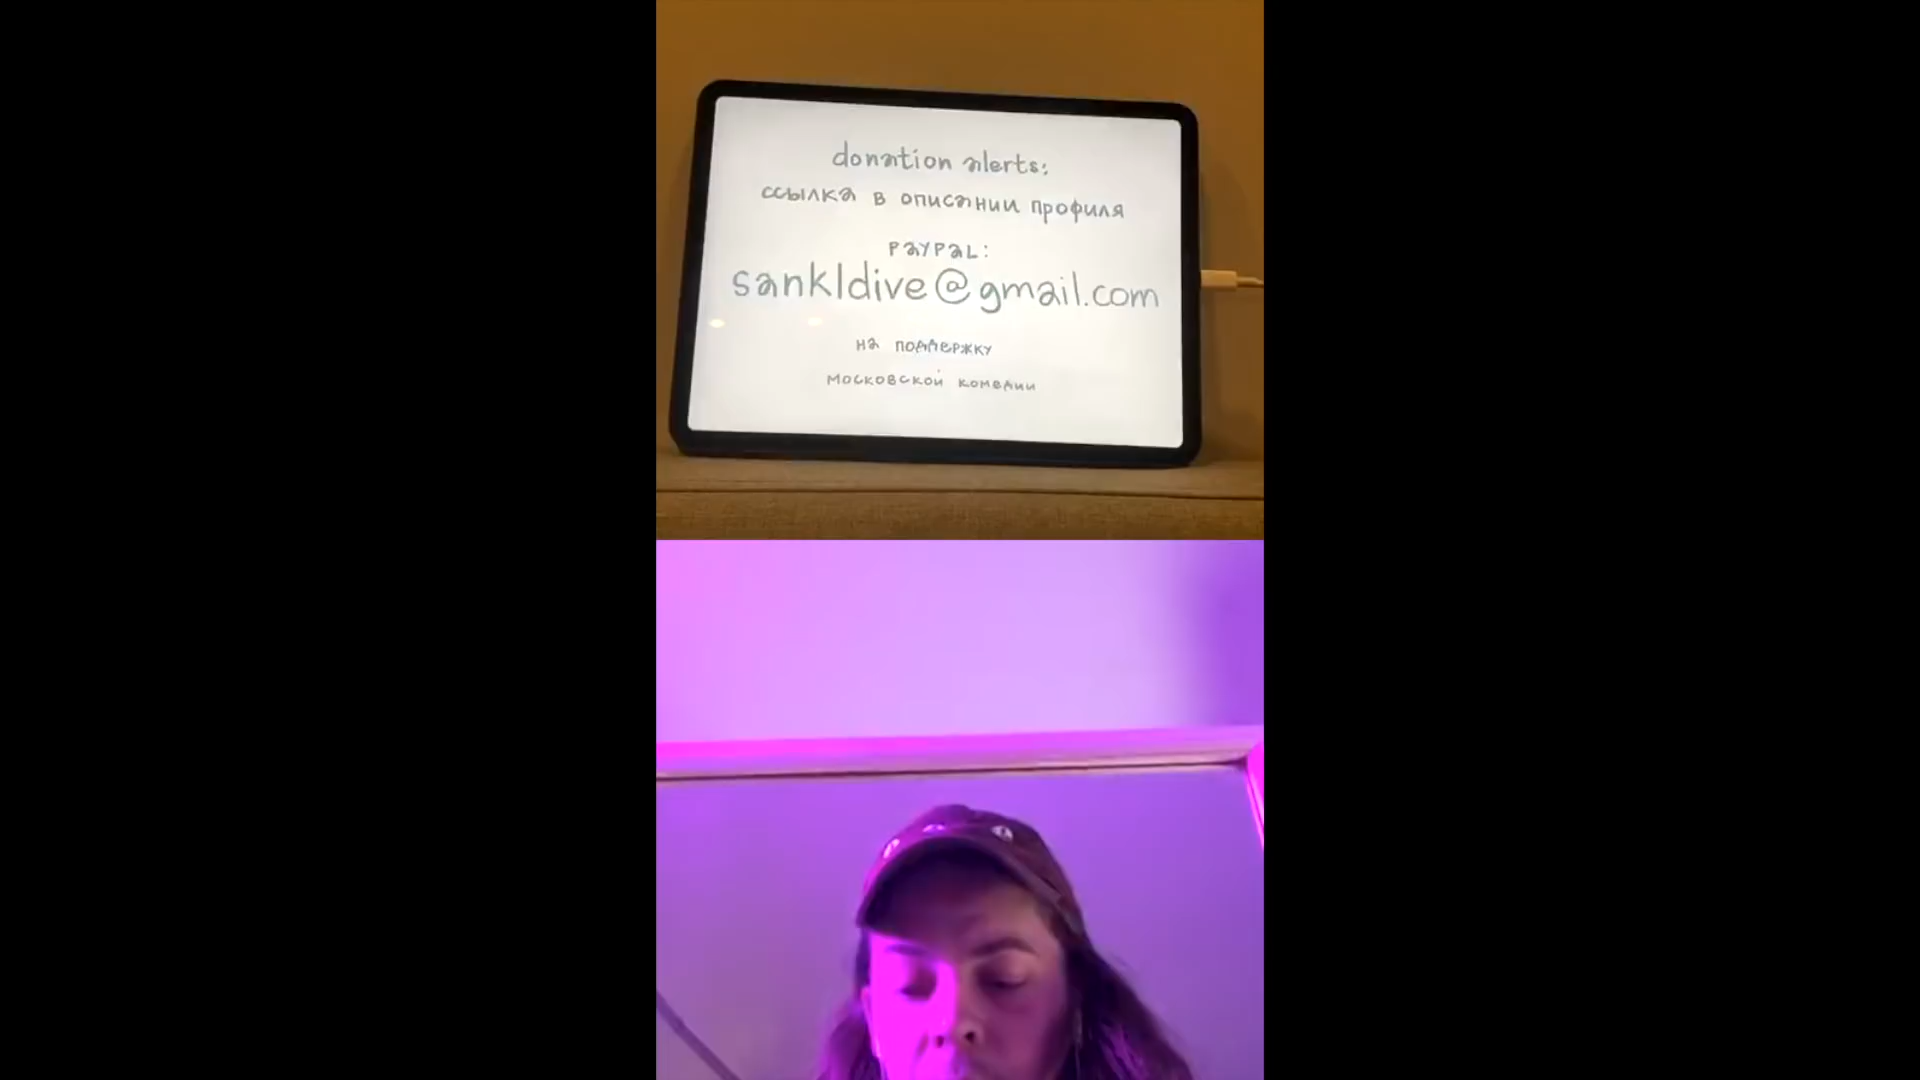 donation alerts:
ссылка в описании профиля
PAYPAL:
sankldive@gmail.com
на поддержку
московской комедии